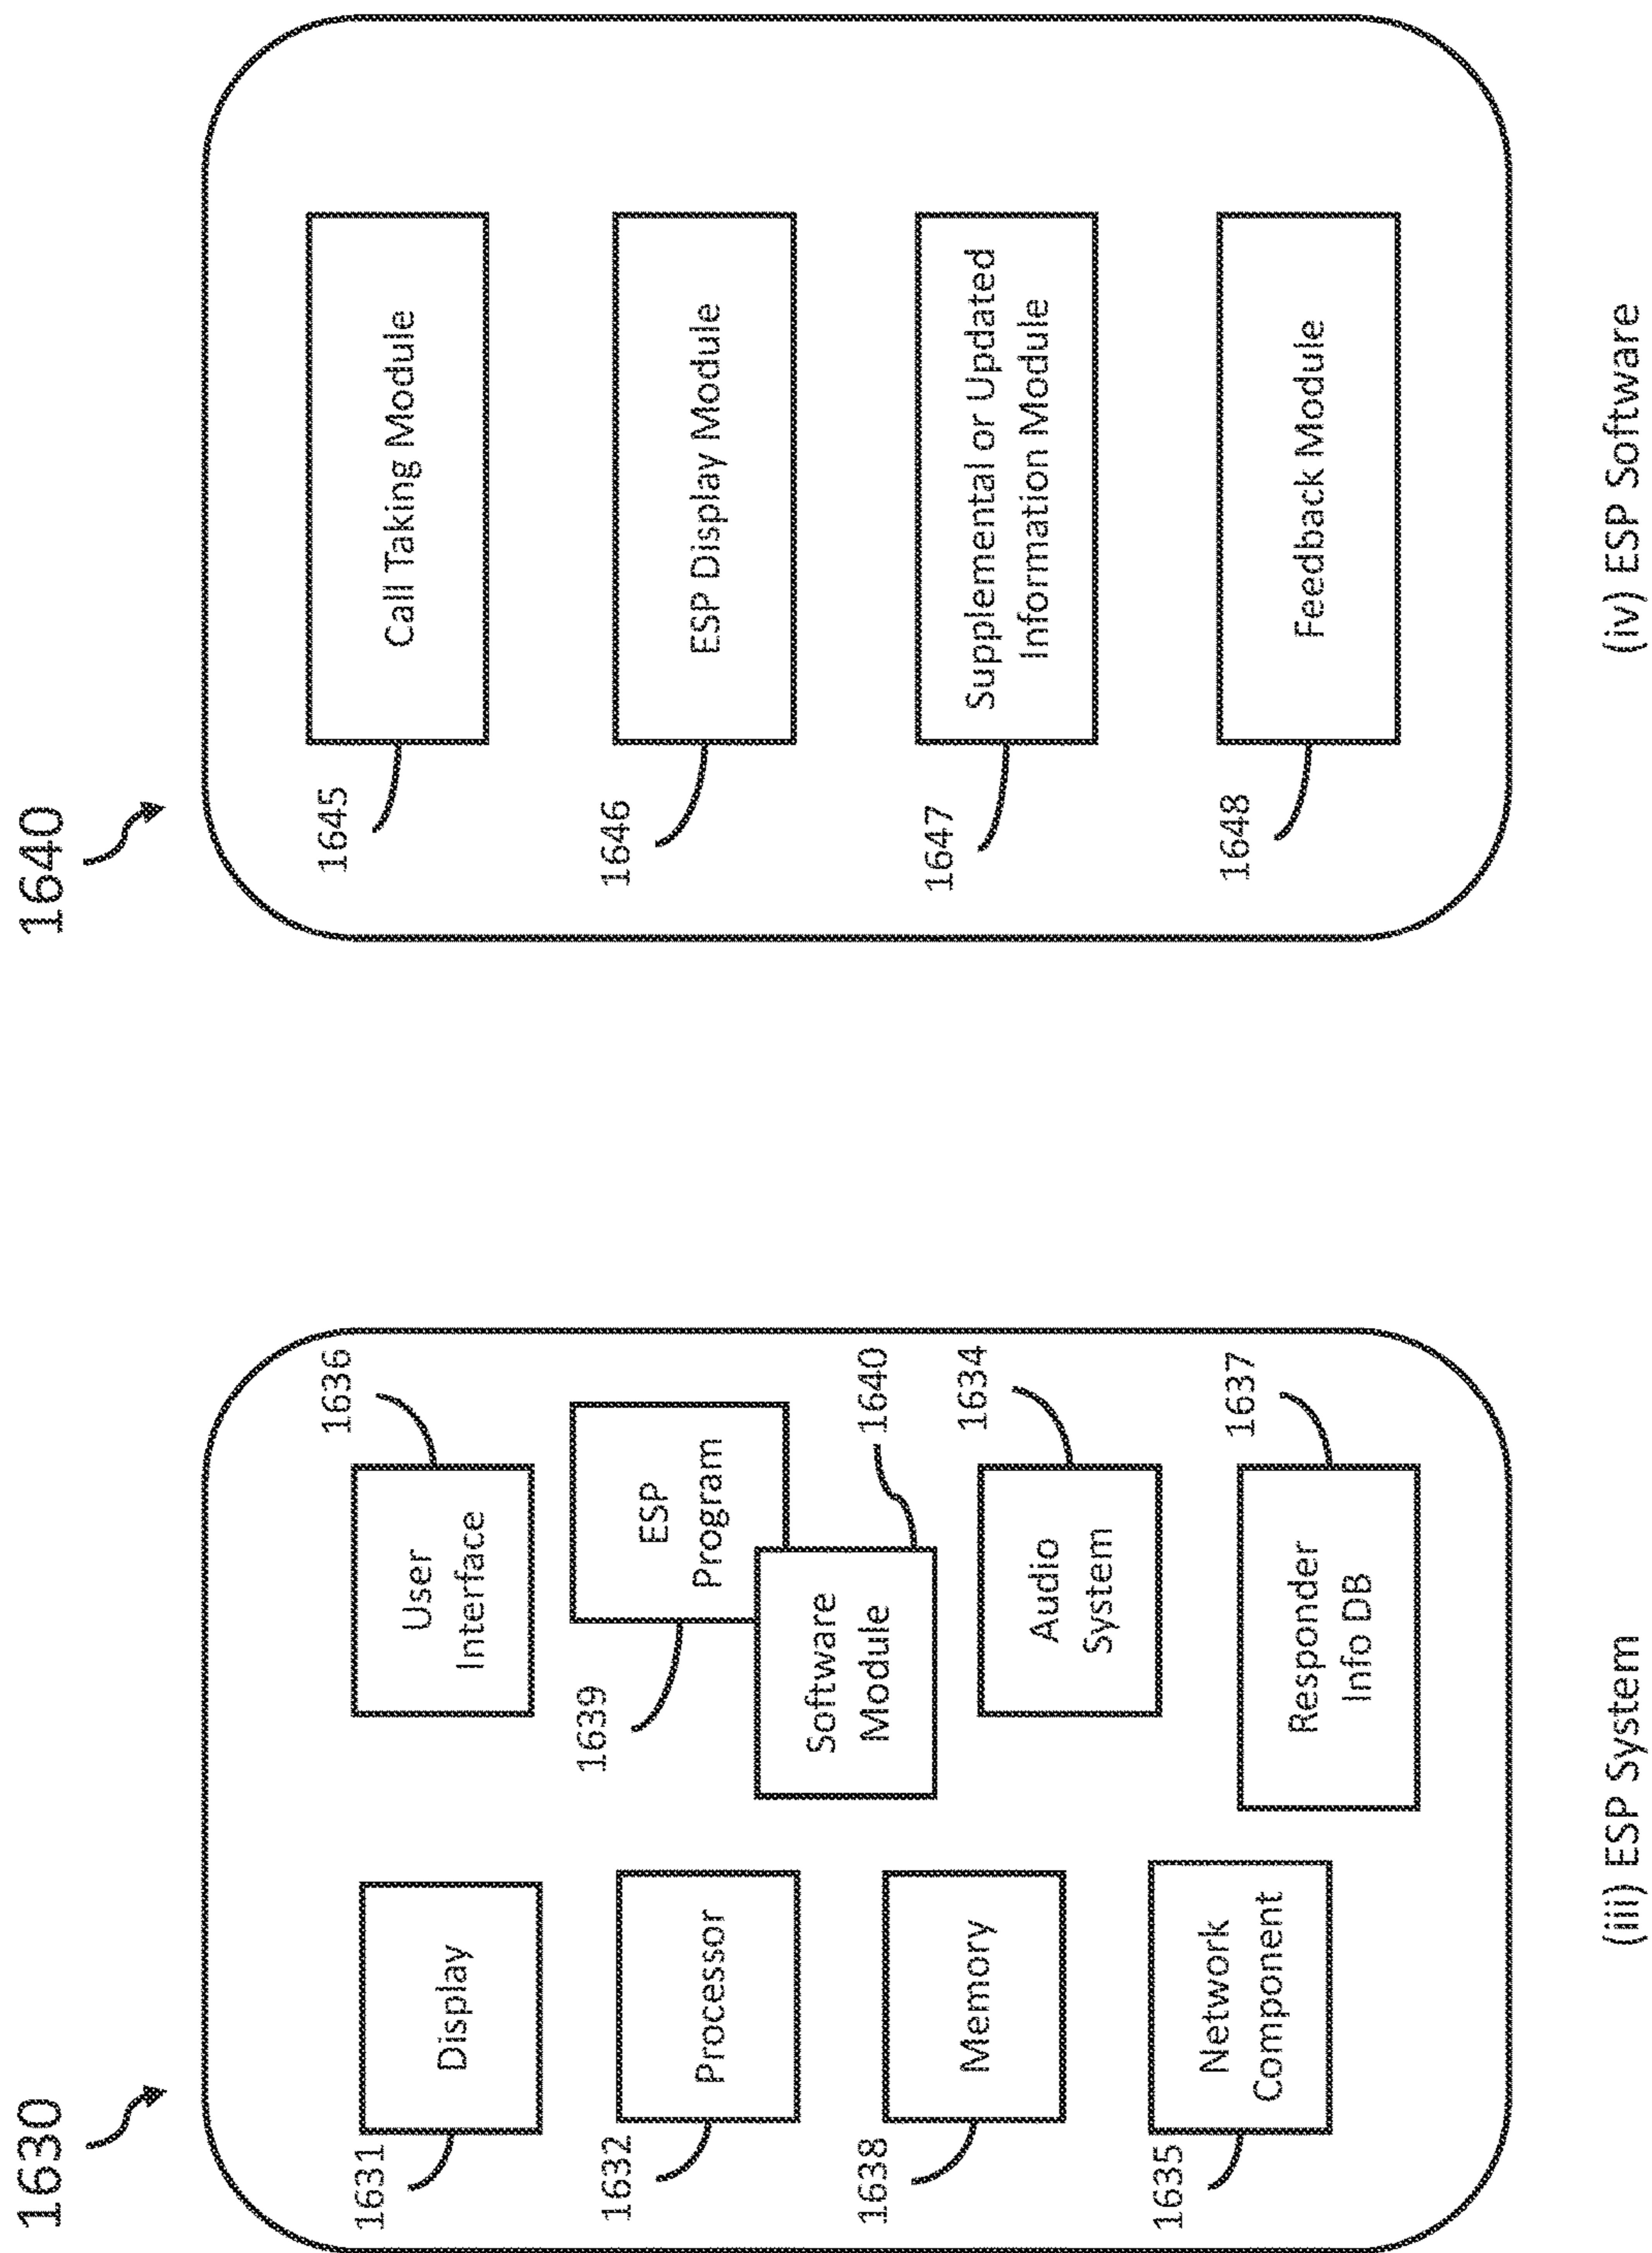 1630
1631
Display
User
Interface
1636
1632
Processor
1639
ESP
Program
Software
Module
1640
1638
Memory
Audio
System
1634
1635
Network
Component
Responder
Info DB
1637
(iii) ESP System
1640
1645
Call Taking Module
1646
ESP Display Module
1647
Supplemental or Updated
Information Module
1648
Feedback Module
(iv) ESP Software